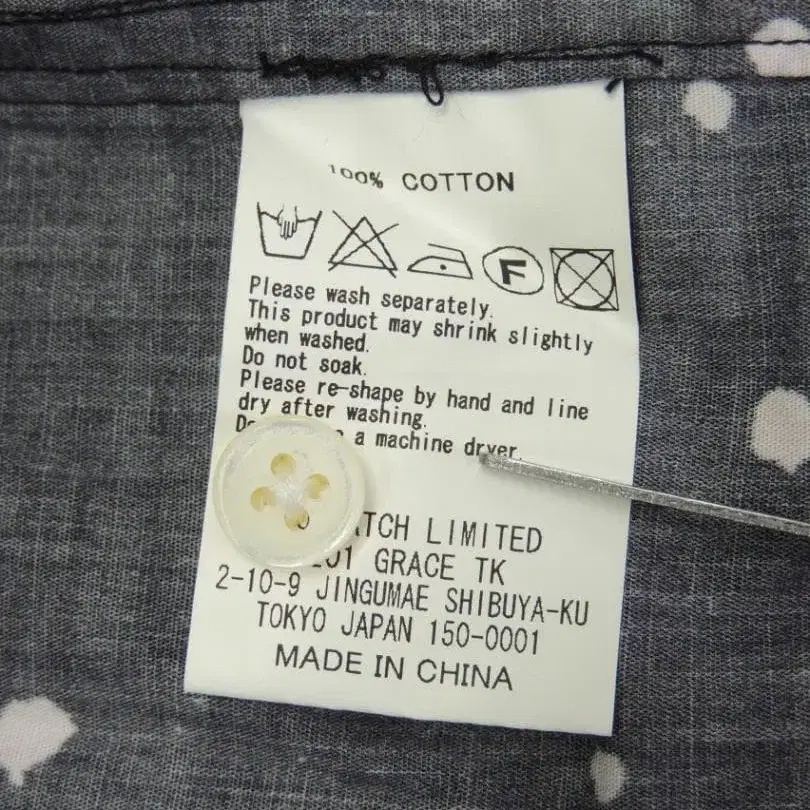 100% COTTON
F
Please wash separately.
This product may shrink slightly
when washed.
Do not soak.
Please re-shape by hand and line
dry after washing.
a machine dryer.
LIMITED
GRACE TK
2-10-9 JINGUMAE SHIBUYA-KU
TOKYO JAPAN 150-0001
MADE IN CHINA